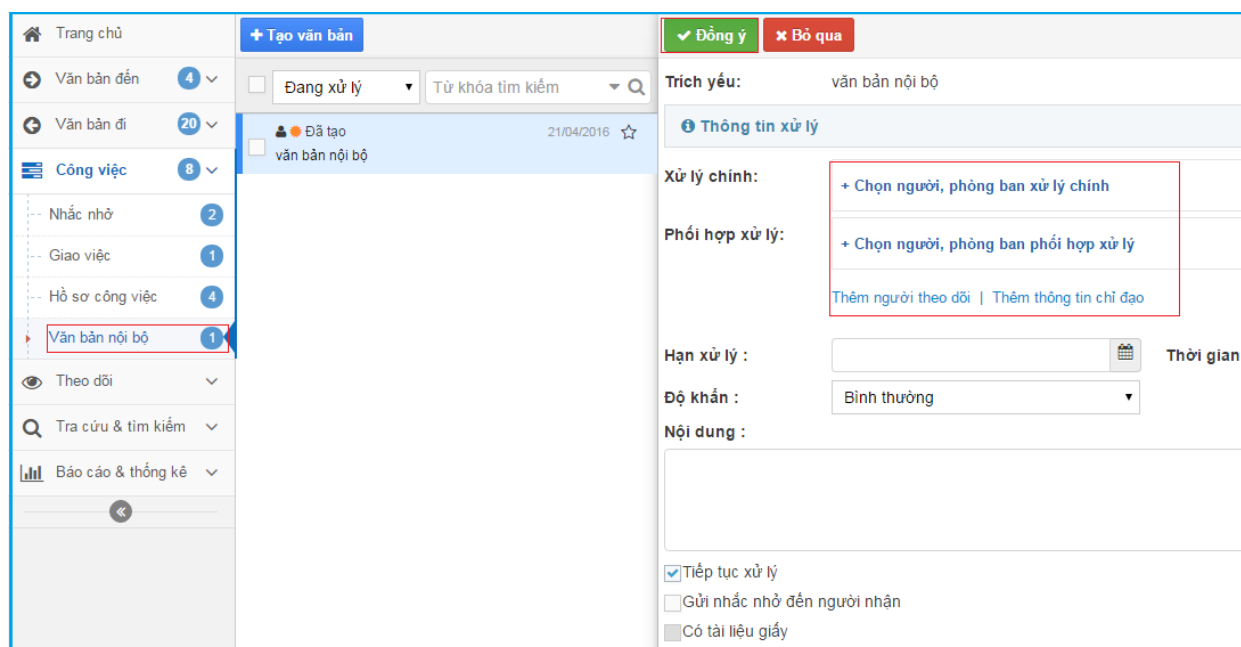 Trang chủ
Văn bản đến 4
Văn bản đi 20
Công việc 8
Nhắc nhở 2
Giao việc 1
Hồ sơ công việc 4
Văn bản nội bộ 1
Theo dõi
Tra cứu & tìm kiếm
Báo cáo & thống kê
+ Tạo văn bản
Đang xử lý
Từ khóa tìm kiếm
Đã tạo 21/04/2016
văn bản nội bộ
Đồng ý
Bỏ qua
Trích yếu: văn bản nội bộ
Thông tin xử lý
Xử lý chính: + Chọn người, phòng ban xử lý chính
Phối hợp xử lý: + Chọn người, phòng ban phối hợp xử lý
Thêm người theo dõi | Thêm thông tin chỉ đạo
Hạn xử lý : Thời gian
Độ khẩn : Bình thường
Nội dung :
Tiếp tục xử lý
Gửi nhắc nhở đến người nhận
Có tài liệu giấy